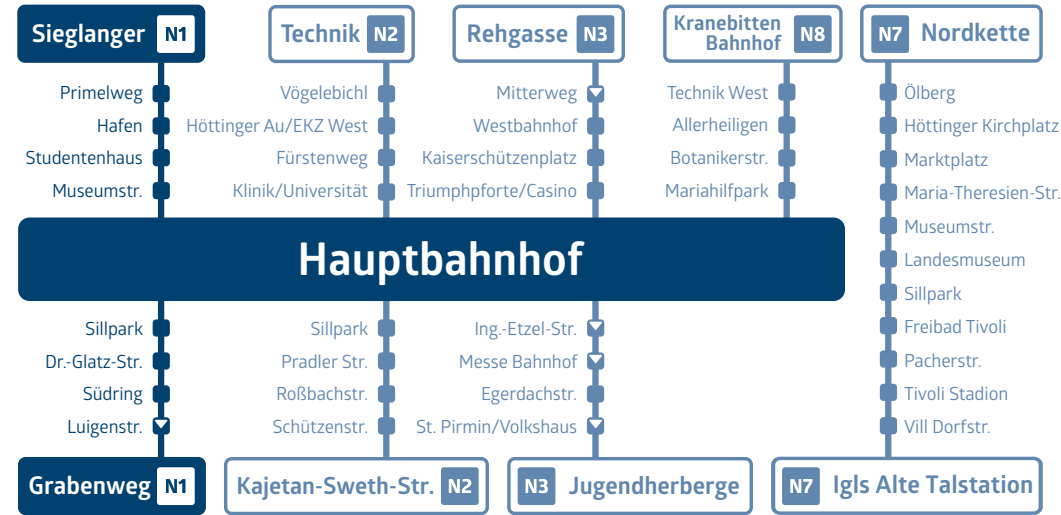 Sieglanger N1
Primelweg
Hafen
Studentenhaus
Museumstr.
Technik N2
Vögelebichl
Höttinger Au/EKZ West
Fürstenweg
Klinik/Universität
Rehgasse N3
Mitterweg
Westbahnhof
Kaiserschützenplatz
Triumphpforte/Casino
Kranebitten
Bahnhof N8
Technik West
Allerheiligen
Botanikerstr.
Mariahilfpark
N7 Nordkette
Ölberg
Höttinger Kirchplatz
Marktplatz
Maria-Theresien-Str.
Museumstr.
Landesmuseum
Sillpark
Freibad Tivoli
Pacherstr.
Tivoli Stadion
Vill Dorfstr.
Hauptbahnhof
Sillpark
Dr.-Glatz-Str.
Südring
Luigenstr.
Grabenweg N1
Sillpark
Pradler Str.
Roßbachstr.
Schützenstr.
Kajetan-Sweth-Str. N2
Ing.-Etzel-Str.
Messe Bahnhof
Egerdachstr.
St. Pirmin/Volkshaus
N3 Jugendherberge
N7 Igls Alte Talstation